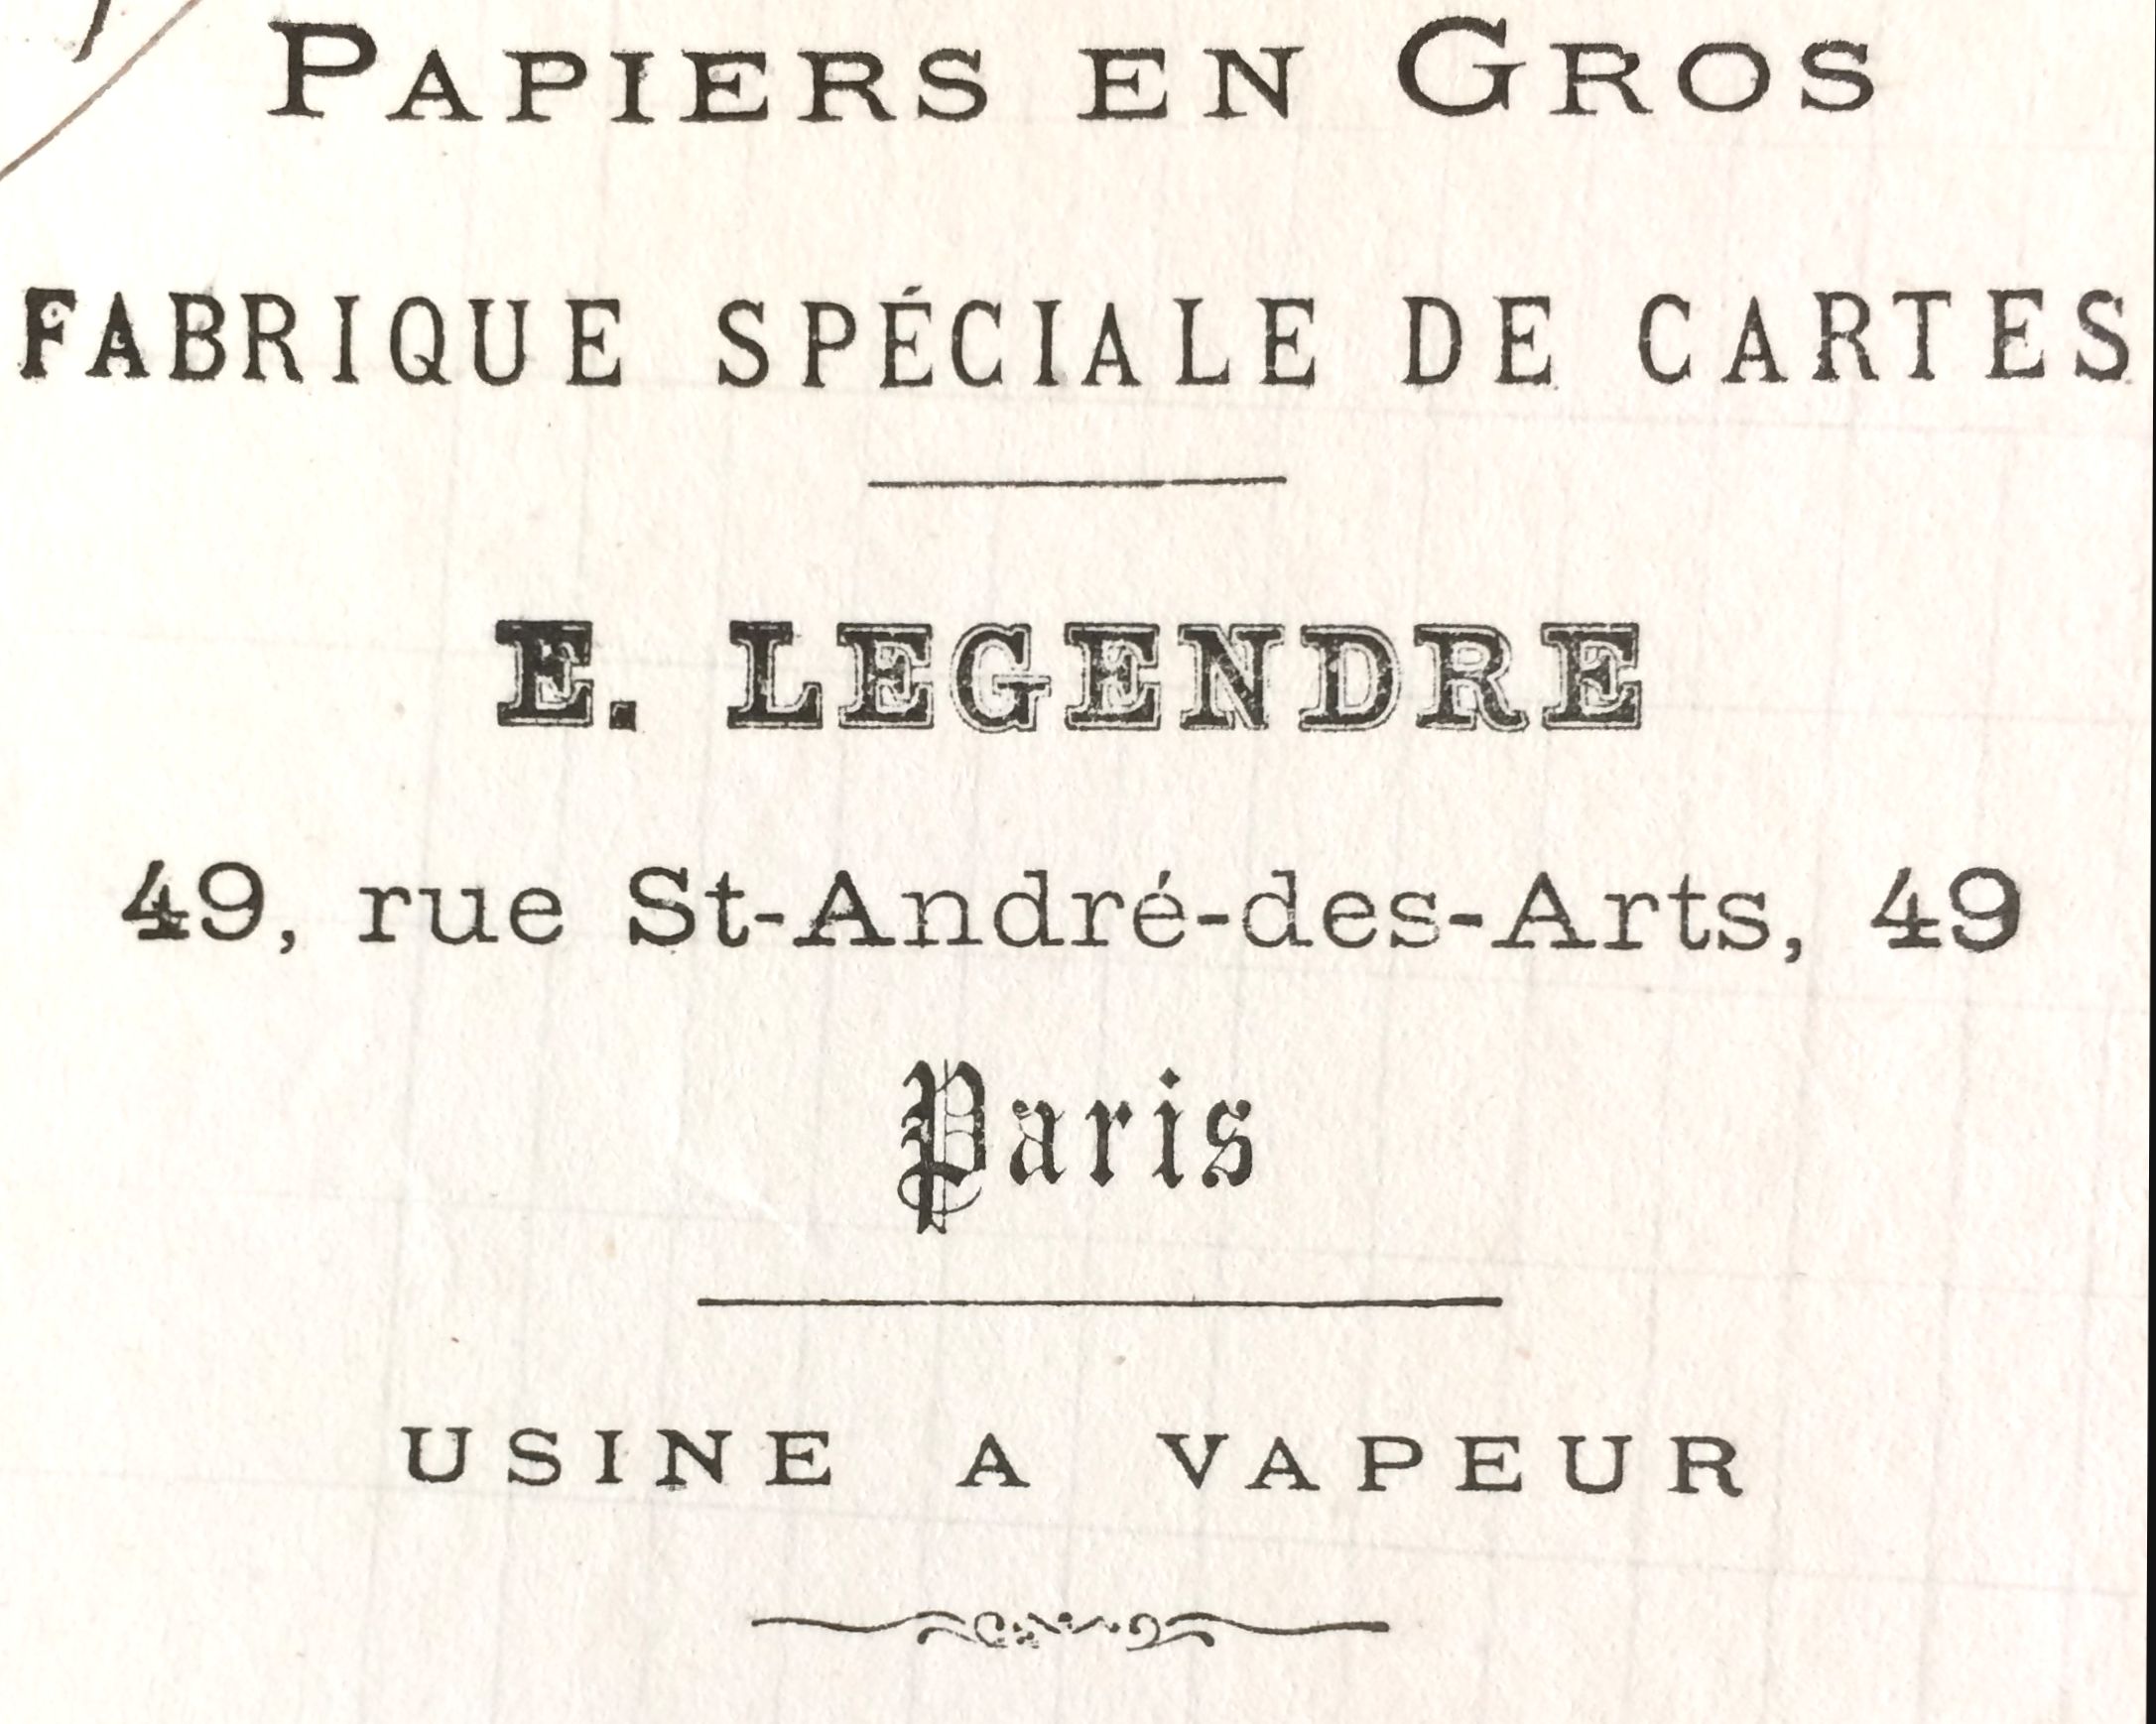 PAPIERS EN GROS
FABRIQUE SPÉCIALE DE CARTES
E. LEGENDRE
49, rue St-André-des-Arts, 49
Paris
USINE A VAPEUR